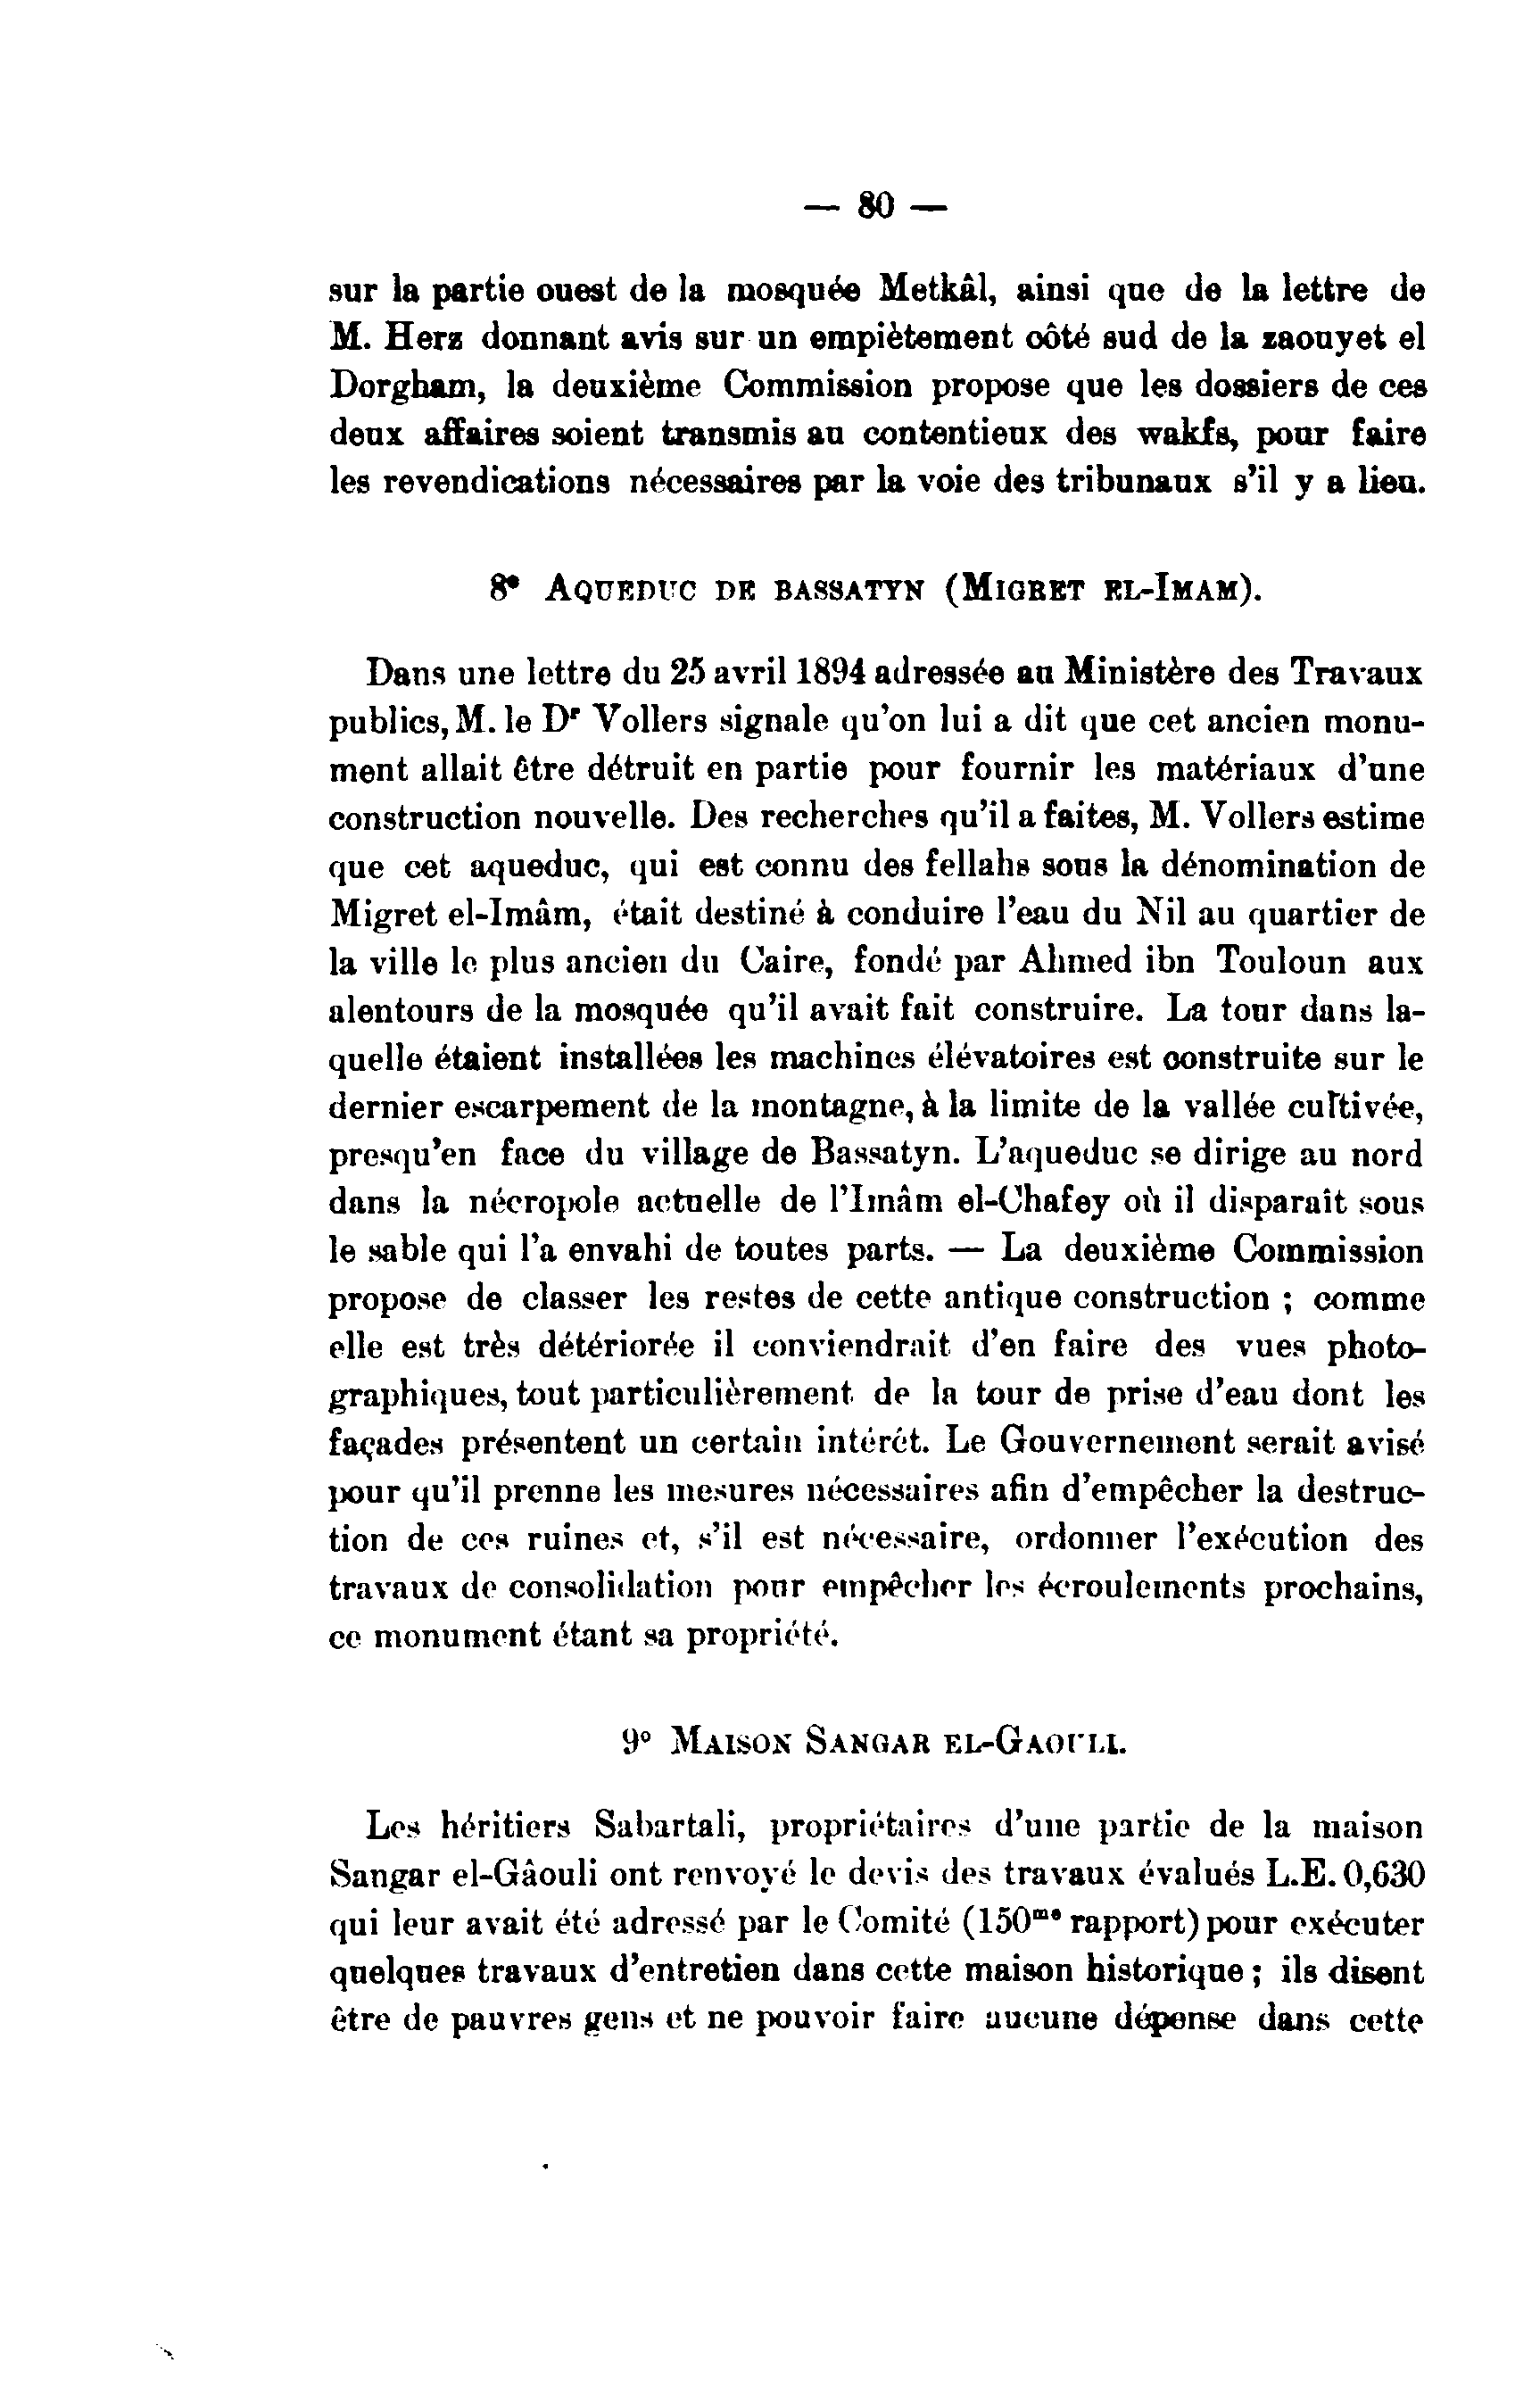 — 80 —
sur la partie ouest de la mosquée Metkâl, ainsi que de la lettre de
M. Herz donnant avis sur un empiètement côté sud de la zaouyet el
Dorgham, la deuxième Commission propose que les dossiers de ces
deux affaires soient transmis au contentieux des wakfs, pour faire
les revendications nécessaires par la voie des tribunaux s'il y a lieu.
8° AQUEDUC DE BASSATYN (MIGRET EL-IMAM).
Dans une lettre du 25 avril 1894 adressée au Ministère des Travaux
publics, M. le Dr Vollers signale qu'on lui a dit que cet ancien monu-
ment allait être détruit en partie pour fournir les matériaux d'une
construction nouvelle. Des recherches qu'il a faites, M. Vollers estime
que cet aqueduc, qui est connu des fellahs sous la dénomination de
Migret el-Imâm, était destiné à conduire l'eau du Nil au quartier de
la ville le plus ancien du Caire, fondé par Ahmed ibn Touloun aux
alentours de la mosquée qu'il avait fait construire. La tour dans la-
quelle étaient installées les machines élévatoires est construite sur le
dernier escarpement de la montagne, à la limite de la vallée cultivée,
presqu'en face du village de Bassatyn. L'aqueduc se dirige au nord
dans la nécropole actuelle de l'Imâm el-Chafey où il disparaît sous
le sable qui l'a envahi de toutes parts. — La deuxième Commission
propose de classer les restes de cette antique construction ; comme
elle est très détériorée il conviendrait d'en faire des vues photo-
graphiques, tout particulièrement de la tour de prise d'eau dont les
façades présentent un certain intérêt. Le Gouvernement serait avisé
pour qu'il prenne les mesures nécessaires afin d'empêcher la destruc-
tion de ces ruines et, s'il est nécessaire, ordonner l'exécution des
travaux de consolidation pour empêcher les écroulements prochains,
ce monument étant sa propriété.
9° MAISON SANGAR EL-GAOULI.
Les héritiers Sabartali, propriétaires d'une partie de la maison
Sangar el-Gâouli ont renvoyé le devis des travaux évalués L.E. 0,630
qui leur avait été adressé par le Comité (150me rapport) pour exécuter
quelques travaux d'entretien dans cette maison historique ; ils disent
être de pauvres gens et ne pouvoir faire aucune dépense dans cette